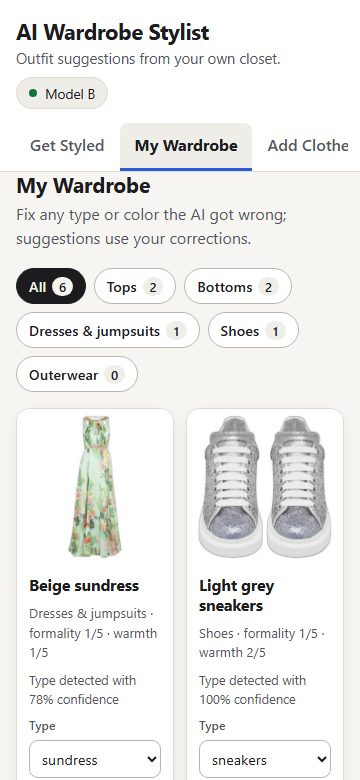 AI Wardrobe Stylist
Outfit suggestions from your own closet.
Model B
Get Styled
My Wardrobe
Add Clothe
My Wardrobe
Fix any type or color the AI got wrong;
suggestions use your corrections.
All 6
Tops 2
Bottoms 2
Dresses & jumpsuits 1
Shoes 1
Outerwear 0
Beige sundress
Dresses & jumpsuits ·
formality 1/5 · warmth
1/5
Type detected with
78% confidence
Type
sundress
Light grey
sneakers
Shoes · formality 1/5 ·
warmth 2/5
Type detected with
100% confidence
Type
sneakers